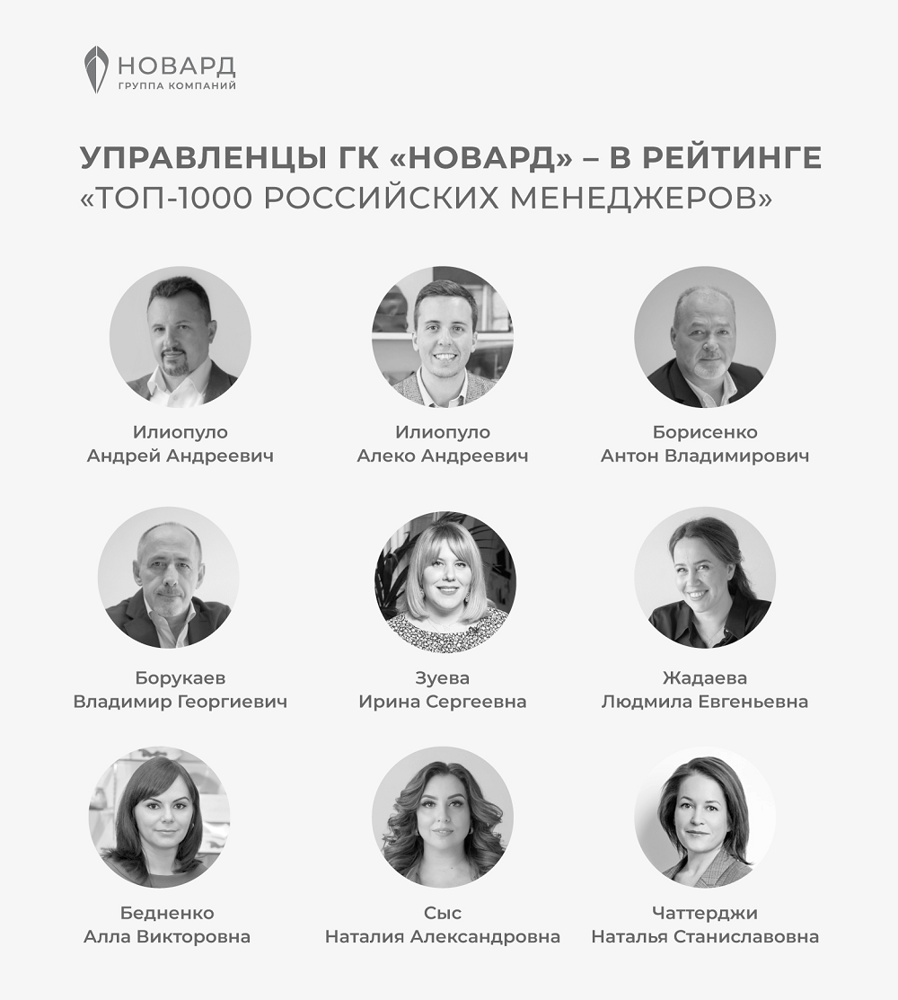 НОВАРД
ГРУППА КОМПАНИЙ
УПРАВЛЕНЦЫ ГК «НОВАРД» – В РЕЙТИНГЕ
«ТОП-1000 РОССИЙСКИХ МЕНЕДЖЕРОВ»
Илиопуло
Андрей Андреевич
Илиопуло
Алеко Андреевич
Борисенко
Антон Владимирович
Борукаев
Владимир Георгиевич
Зуева
Ирина Сергеевна
Жадаева
Людмила Евгеньевна
Бедненко
Алла Викторовна
Сыс
Наталия Александровна
Чаттерджи
Наталья Станиславовна